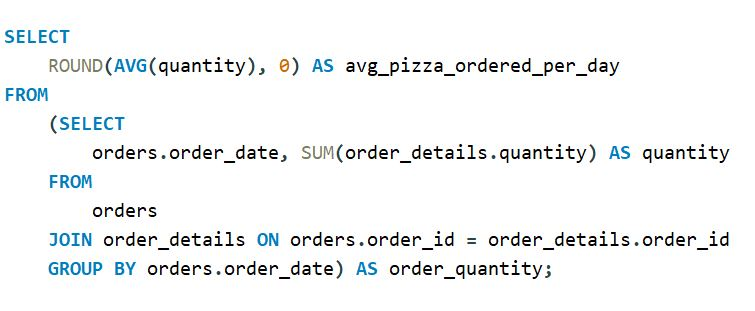 SELECT
ROUND(AVG(quantity), 0) AS avg_pizza_ordered_per_day
FROM
(SELECT
orders.order_date, SUM(order_details.quantity) AS quantity
FROM
orders
JOIN order_details ON orders.order_id = order_details.order_id
GROUP BY orders.order_date) AS order_quantity;